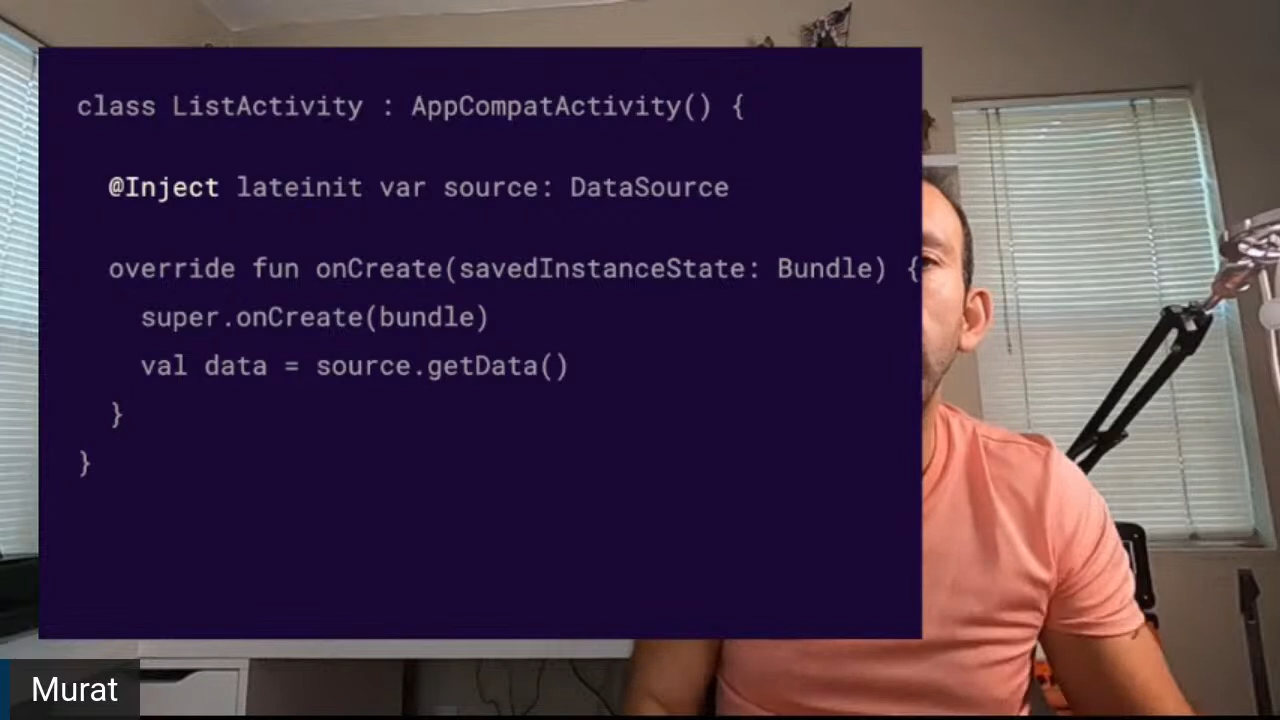 class ListActivity : AppCompatActivity() {
@Inject lateinit var source: DataSource
override fun onCreate(savedInstanceState: Bundle) {
super.onCreate(bundle)
val data = source.getData()
}
}
Murat